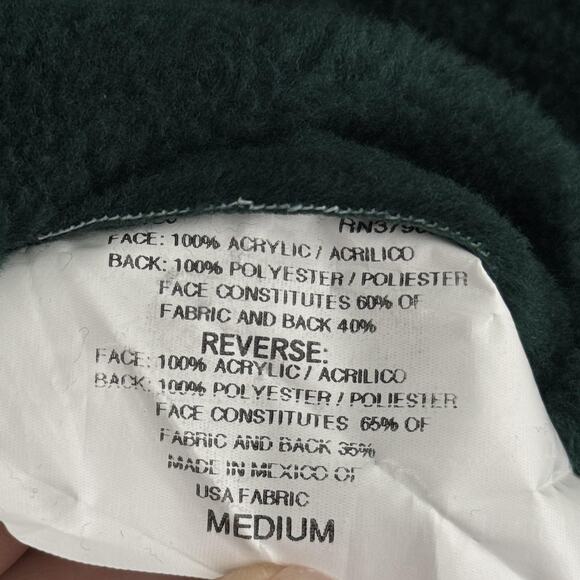 FACE: 100% ACRYLIC / ACRILICO
BACK: 100% POLYESTER / POLIESTER
FACE CONSTITUTES 60% OF
FABRIC AND BACK 40%
REVERSE:
FACE: 100% ACRYLIC / ACRILICO
BACK: 100% POLYESTER / POLIESTER
FACE CONSTITUTES 65% OF
FABRIC AND BACK 35%
MADE IN MEXICO OF
USA FABRIC
MEDIUM